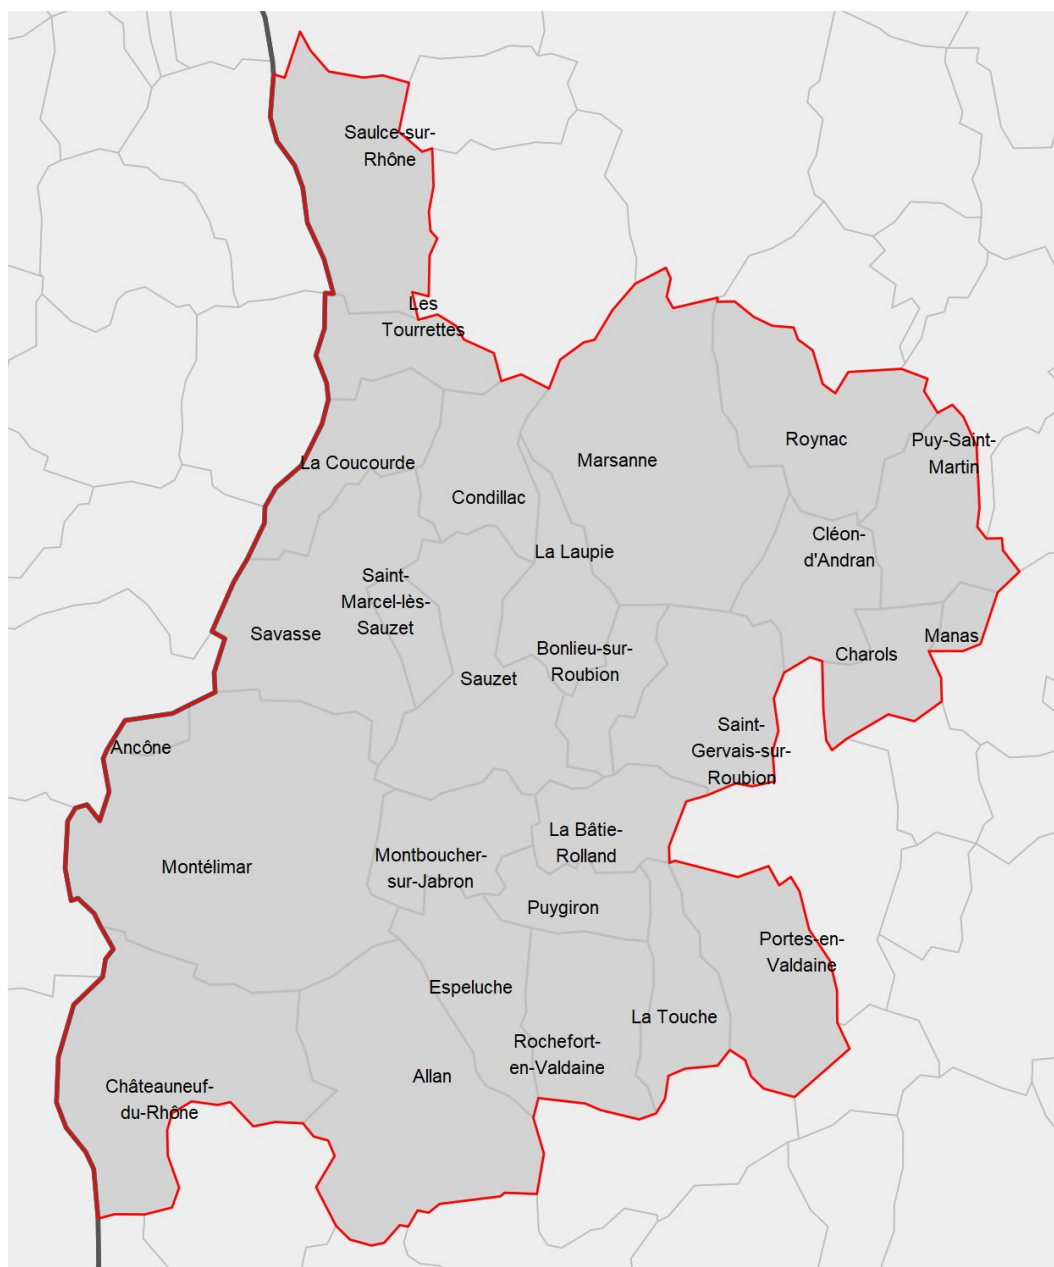 Saulce-sur-
Rhône
Les
Tourrettes
Roynac
Puy-Saint-
Martin
Marsanne
La Coucourde
Condillac
Cléon-
d'Andran
La Laupie
Saint-
Marcel-lès-
Sauzet
Savasse
Manas
Charols
Bonlieu-sur-
Roubion
Sauzet
Saint-
Gervais-sur-
Roubion
Ancône
La Bâtie-
Rolland
Montboucher-
sur-Jabron
Montélimar
Puygiron
Portes-en-
Valdaine
Espeluche
La Touche
Rochefort-
en-Valdaine
Allan
Châteauneuf-
du-Rhône